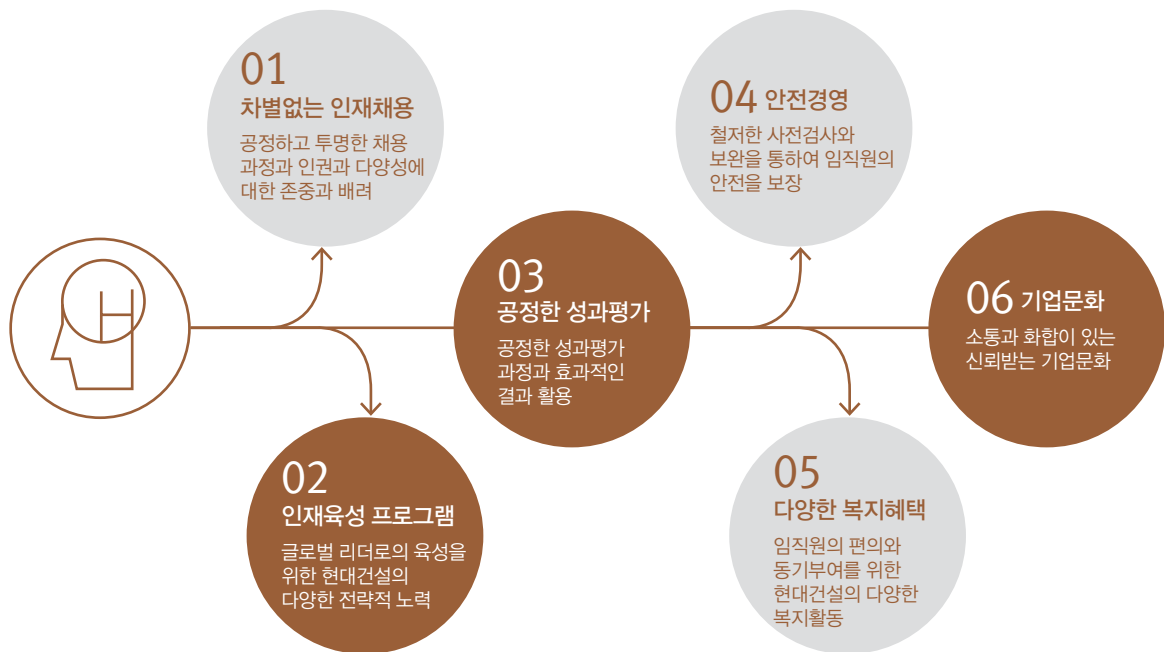 01
차별없는 인재채용
공정하고 투명한 채용
과정과 인권과 다양성에
대한 존중과 배려
02
인재육성 프로그램
글로벌 리더로의 육성을
위한 현대건설의
다양한 전략적 노력
03
공정한 성과평가
공정한 성과평가
과정과 효과적인
결과 활용
04 안전경영
철저한 사전검사와
보완을 통하여 임직원의
안전을 보장
05
다양한 복지혜택
임직원의 편의와
동기부여를 위한
현대건설의 다양한
복지활동
06 기업문화
소통과 화합이 있는
신뢰받는 기업문화